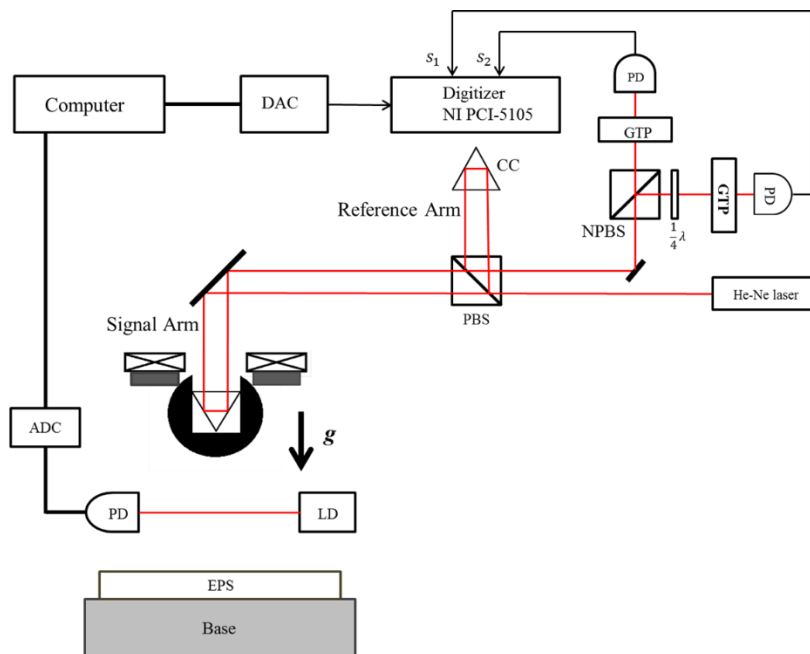 s₁
s₂
PD
Computer
DAC
Digitizer
NI PCI-5105
GTP
CC
GTP
PD
Reference Arm
NPBS
¼λ
He-Ne laser
PBS
Signal Arm
ADC
g
PD
LD
EPS
Base